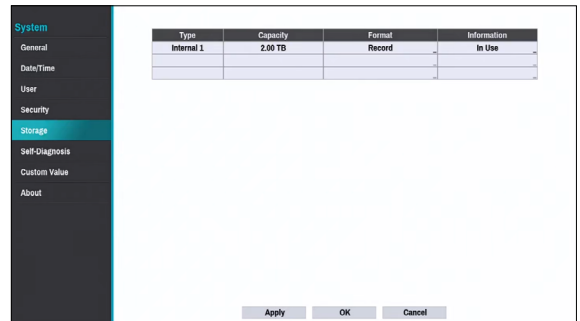 System
General
Date/Time
User
Security
Storage
Self-Diagnosis
Custom Value
About
Type Capacity Format Information
Internal 1 2.00 TB Record ... In Use ...
... ...
... ...
Apply OK Cancel